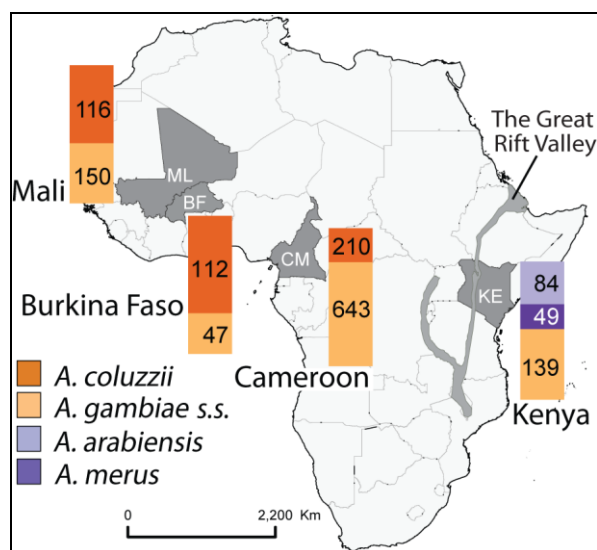 116
150
Mali
ML
BF
112
47
Burkina Faso
CM
210
643
Cameroon
The Great
Rift Valley
KE
84
49
139
Kenya
A. coluzzii
A. gambiae s.s.
A. arabiensis
A. merus
0 2,200 Km